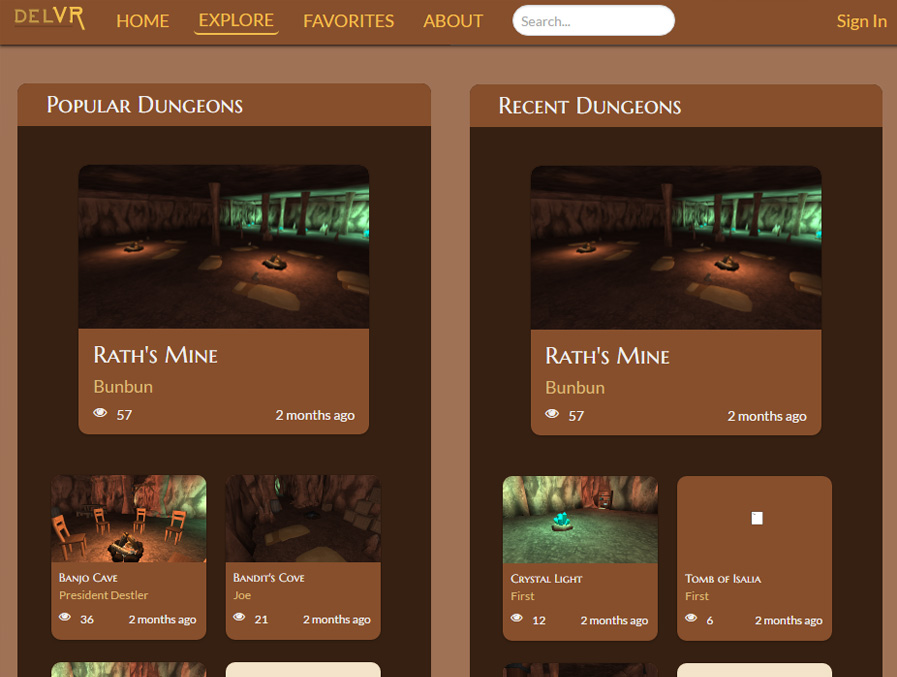 DELVR
HOME EXPLORE FAVORITES ABOUT Search... Sign In
Popular Dungeons
Rath's Mine
Bunbun
57 2 months ago
Banjo Cave
President Destler
36 2 months ago
Bandit's Cove
Joe
21 2 months ago
Recent Dungeons
Rath's Mine
Bunbun
57 2 months ago
Crystal Light
First
12 2 months ago
Tomb of Isalia
First
6 2 months ago